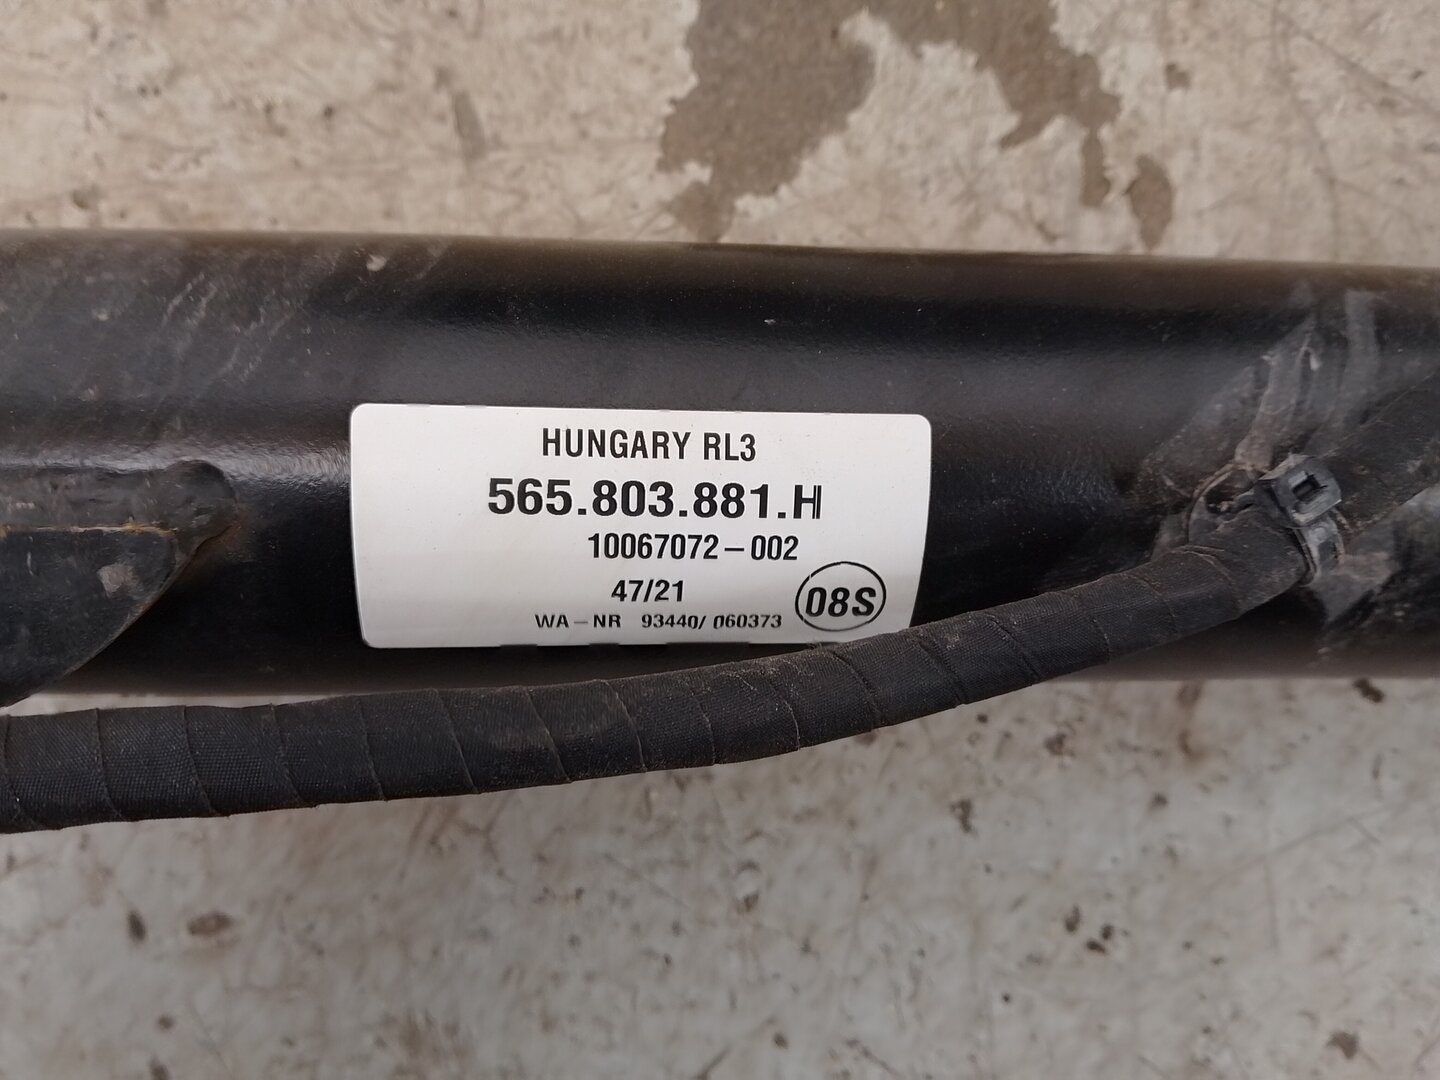 HUNGARY RL3
565.803.881.H
10067072-002
47/21
08S
WA-NR 93440/060373